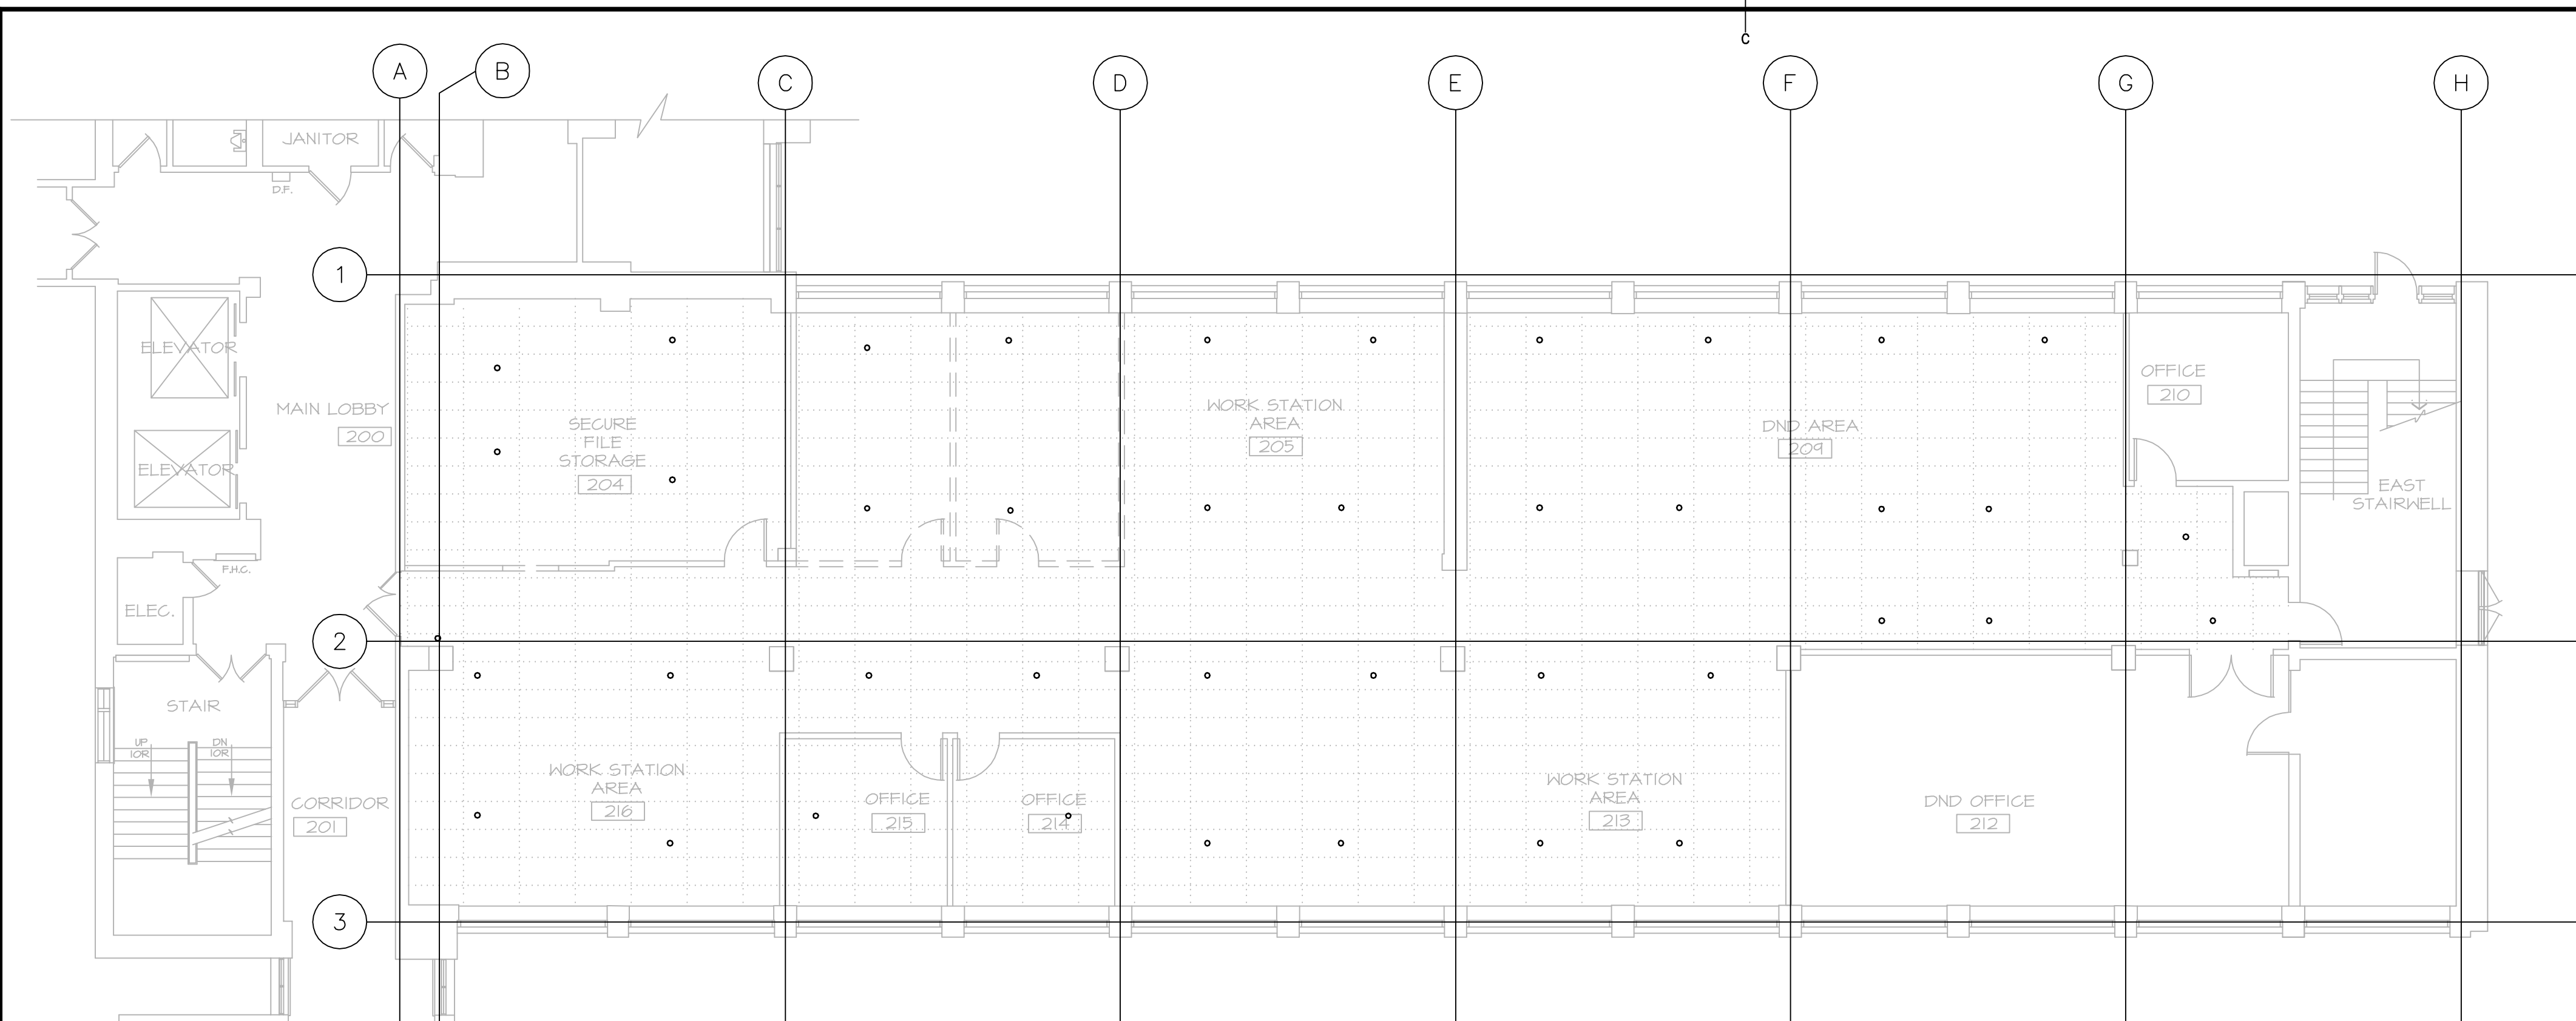 C
A
B
C
D
E
F
G
H
JANITOR
D.F.
1
ELEVATOR
MAIN LOBBY
200
ELEVATOR
SECURE
FILE
STORAGE
204
WORK STATION
AREA
205
DND AREA
209
OFFICE
210
EAST
STAIRWELL
F.H.C.
ELEC.
2
STAIR
UP
10R
DN
10R
CORRIDOR
201
WORK STATION
AREA
216
OFFICE
215
OFFICE
214
WORK STATION
AREA
213
DND OFFICE
212
3